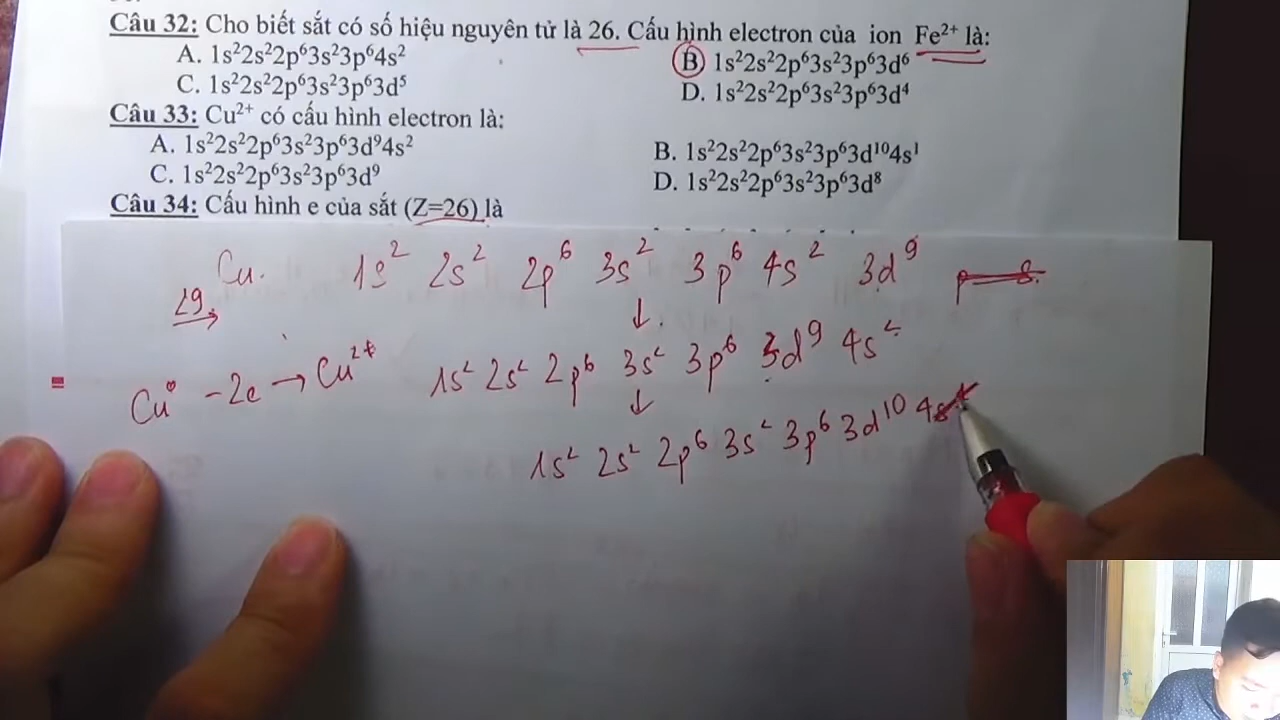 Câu 32: Cho biết sắt có số hiệu nguyên tử là 26. Cấu hình electron của ion Fe²⁺ là:
A. 1s²2s²2p⁶3s²3p⁶4s² B. 1s²2s²2p⁶3s²3p⁶3d⁶
C. 1s²2s²2p⁶3s²3p⁶3d⁵ D. 1s²2s²2p⁶3s²3p⁶3d⁴
Câu 33: Cu²⁺ có cấu hình electron là:
A. 1s²2s²2p⁶3s²3p⁶3d⁹4s² B. 1s²2s²2p⁶3s²3p⁶3d¹⁰4s¹
C. 1s²2s²2p⁶3s²3p⁶3d⁹ D. 1s²2s²2p⁶3s²3p⁶3d⁸
Câu 34: Cấu hình e của sắt (Z=26) là
Cu. 1s² 2s² 2p⁶ 3s² 3p⁶ 4s² 3d⁹
29
1s² 2s² 2p⁶ 3s² 3p⁶ 3d⁹ 4s²
Cu⁰ -2e → Cu²⁺
1s² 2s² 2p⁶ 3s² 3p⁶ 3d¹⁰ 4s